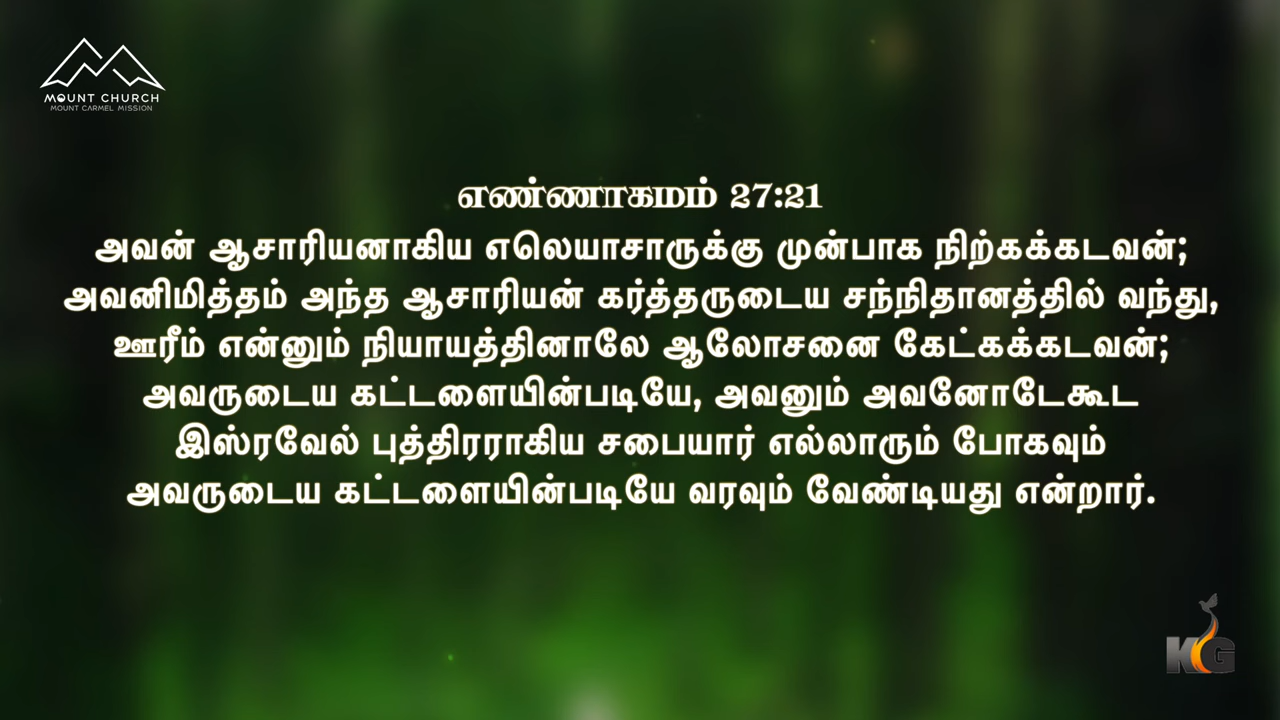 MOUNT CHURCH
MOUNT CARMEL MISSION
எண்ணாகமம் 27:21
அவன் ஆசாரியனாகிய எலெயாசாருக்கு முன்பாக நிற்கக்கடவன்;
அவனிமித்தம் அந்த ஆசாரியன் கர்த்தருடைய சந்நிதானத்தில் வந்து,
ஊரீம் என்னும் நியாயத்தினாலே ஆலோசனை கேட்கக்கடவன்;
அவருடைய கட்டளையின்படியே, அவனும் அவனோடேகூட
இஸ்ரவேல் புத்திரராகிய சபையார் எல்லாரும் போகவும்
அவருடைய கட்டளையின்படியே வரவும் வேண்டியது என்றார்.
KG